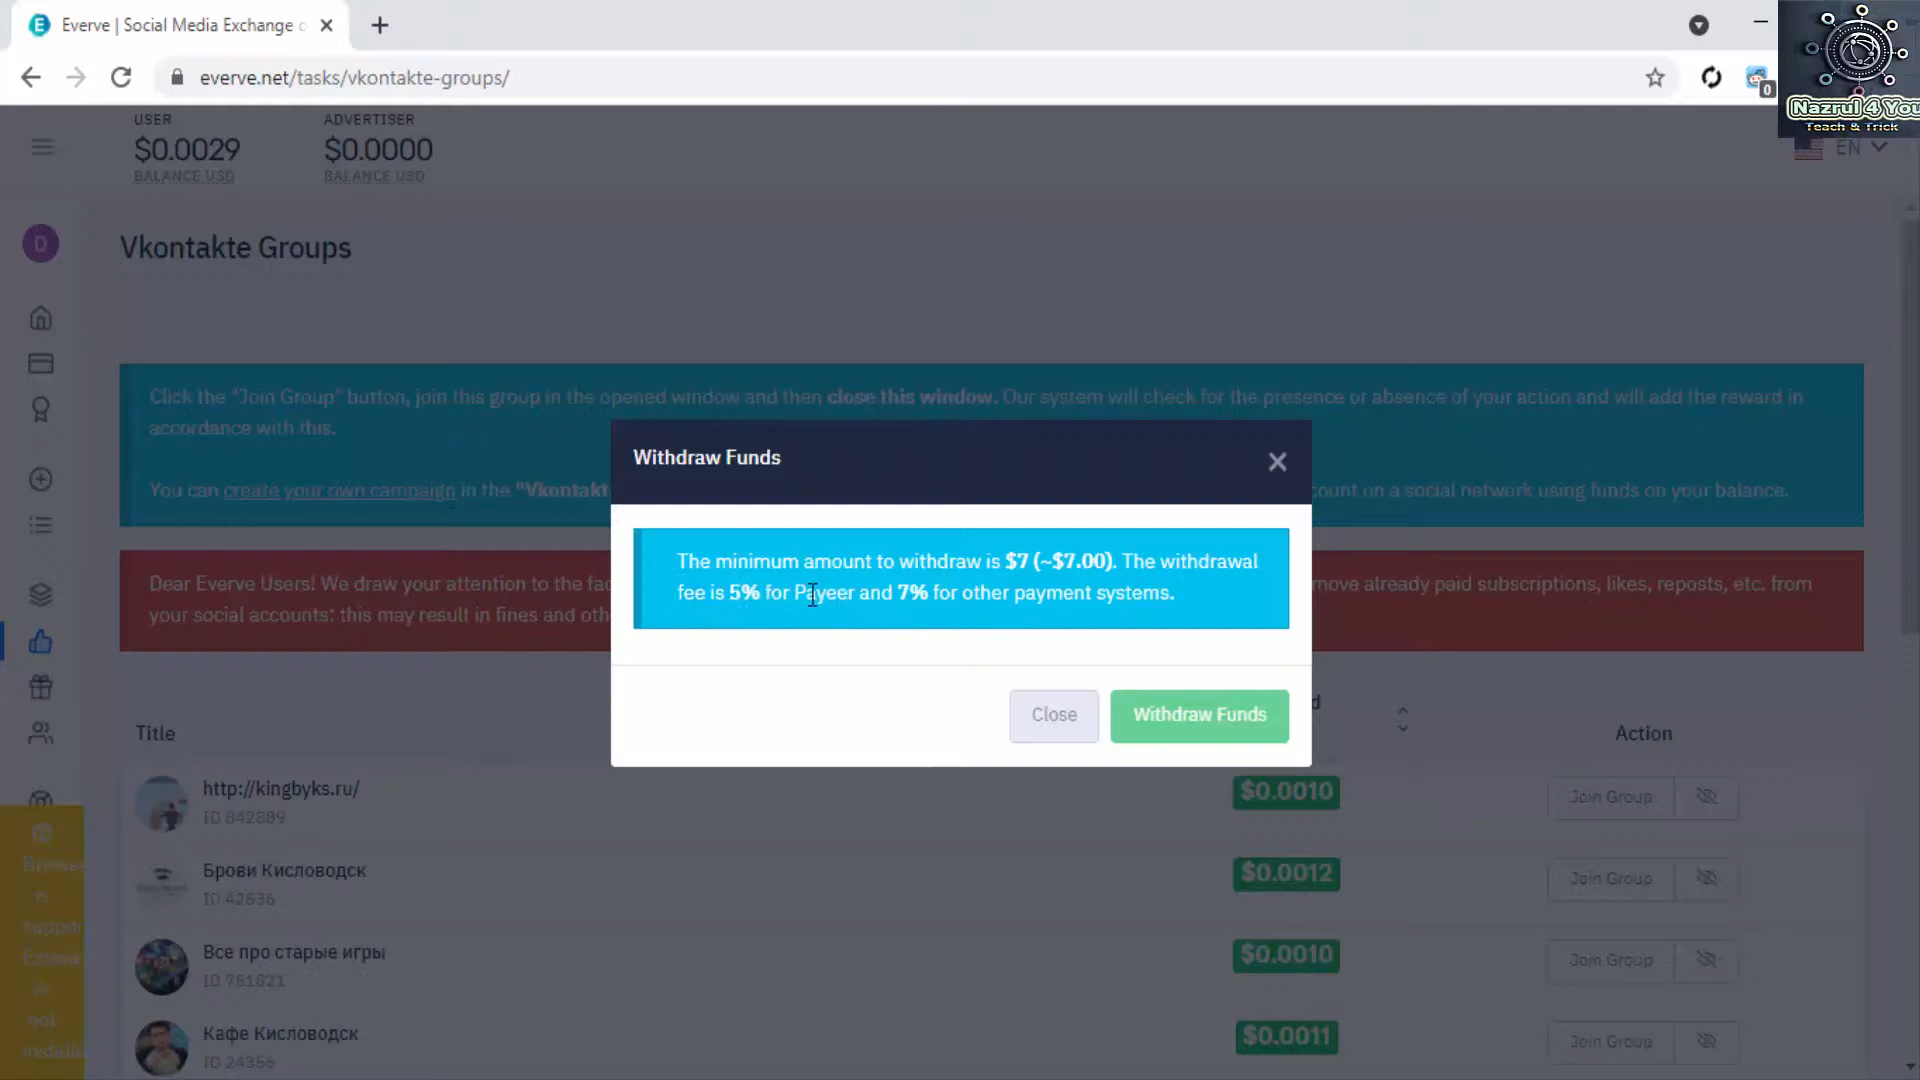 Everve | Social Media Exchange
everve.net/tasks/vkontakte-groups/
0
Nazrul 4 You
Teach & Trick
USER
ADVERTISER
$0.0029
$0.0000
BALANCE USD
BALANCE USD
EN
D
Vkontakte Groups
Click the "Join Group" button, join this group in the opened window and then close this window. Our system will check for the presence or absence of your action and will add the reward in
accordance with this.
You can create your own campaign in the "Vkontakt
count on a social network using funds on your balance.
Withdraw Funds
The minimum amount to withdraw is $7 (~$7.00). The withdrawal
fee is 5% for Payeer and 7% for other payment systems.
Close
Withdraw Funds
Dear Everve Users! We draw your attention to the fac
move already paid subscriptions, likes, reposts, etc. from
your social accounts: this may result in fines and oth
Title
d
Action
http://kingbyks.ru/
ID 842889
$0.0010
Join Group
Брови Кисловодск
ID 42636
$0.0012
Join Group
Все про старые игры
ID 761821
$0.0010
Join Group
Кафе Кисловодск
ID 24356
$0.0011
Join Group
not